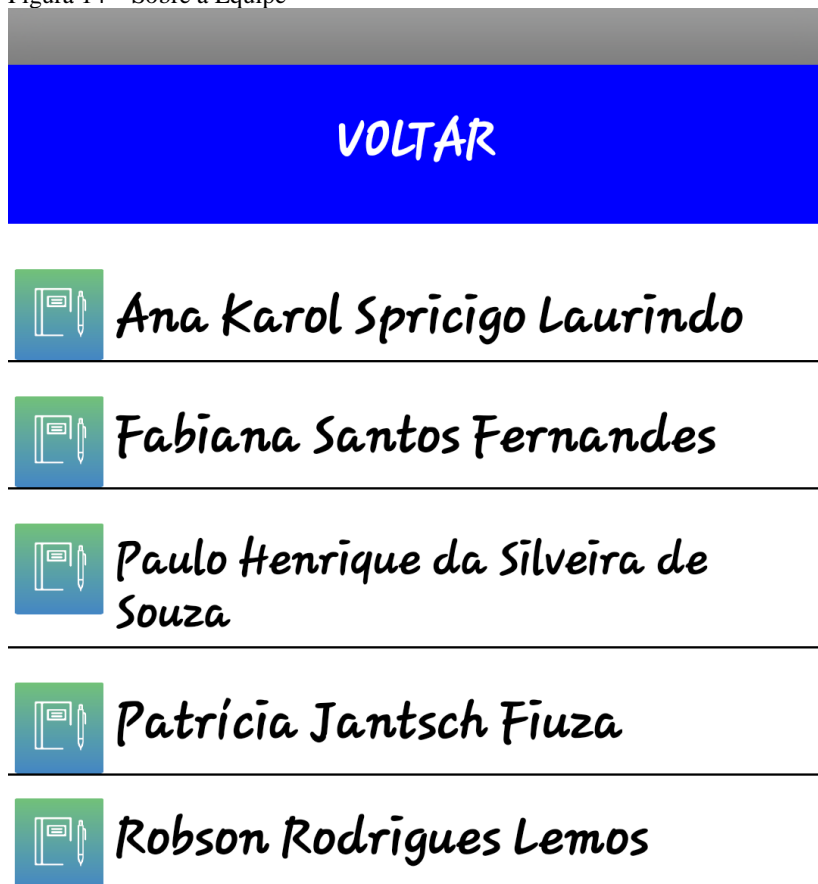 Figura 14 – Sobre a Equipe
VOLTAR
Ana Karol Spricigo Laurindo
Fabiana Santos Fernandes
Paulo Henrique da Silveira de
Souza
Patrícia Jantsch Fiuza
Robson Rodrigues Lemos